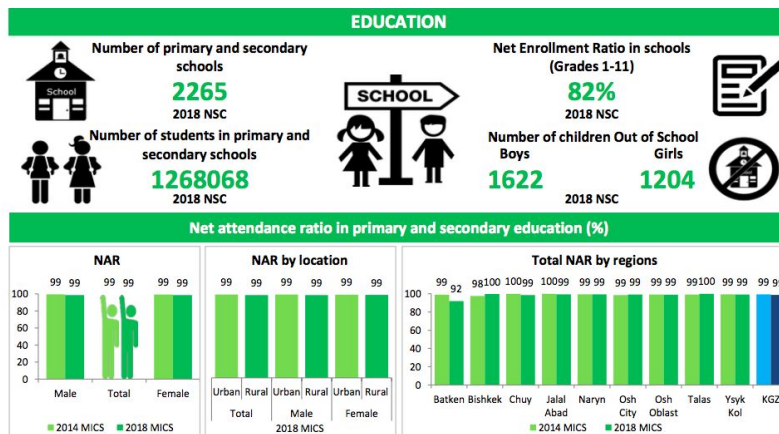 EDUCATION
Number of primary and secondary
schools
2265
2018 NSC
Number of students in primary and
secondary schools
1268068
2018 NSC
School
SCHOOL
Net Enrollment Ratio in schools
(Grades 1-11)
82%
2018 NSC
Number of children Out of School
Boys Girls
1622 1204
2018 NSC
Net attendance ratio in primary and secondary education (%)
NAR
99 99 99 99 99 99
100
80
60
40
20
0
Male Total Female
2014 MICS 2018 MICS
NAR by location
99 99 99 99 99 99
Urban Rural Urban Rural Urban Rural
Total Male Female
2018 MICS
Total NAR by regions
99 92 98 100 100 99 100 99 99 99 99 99 99 99 99 100 99 99 99 99
100
80
60
40
20
0
Batken Bishkek Chuy Jalal Abad Naryn Osh City Osh Oblast Talas Ysyk Kol KGZ
2014 MICS 2018 MICS